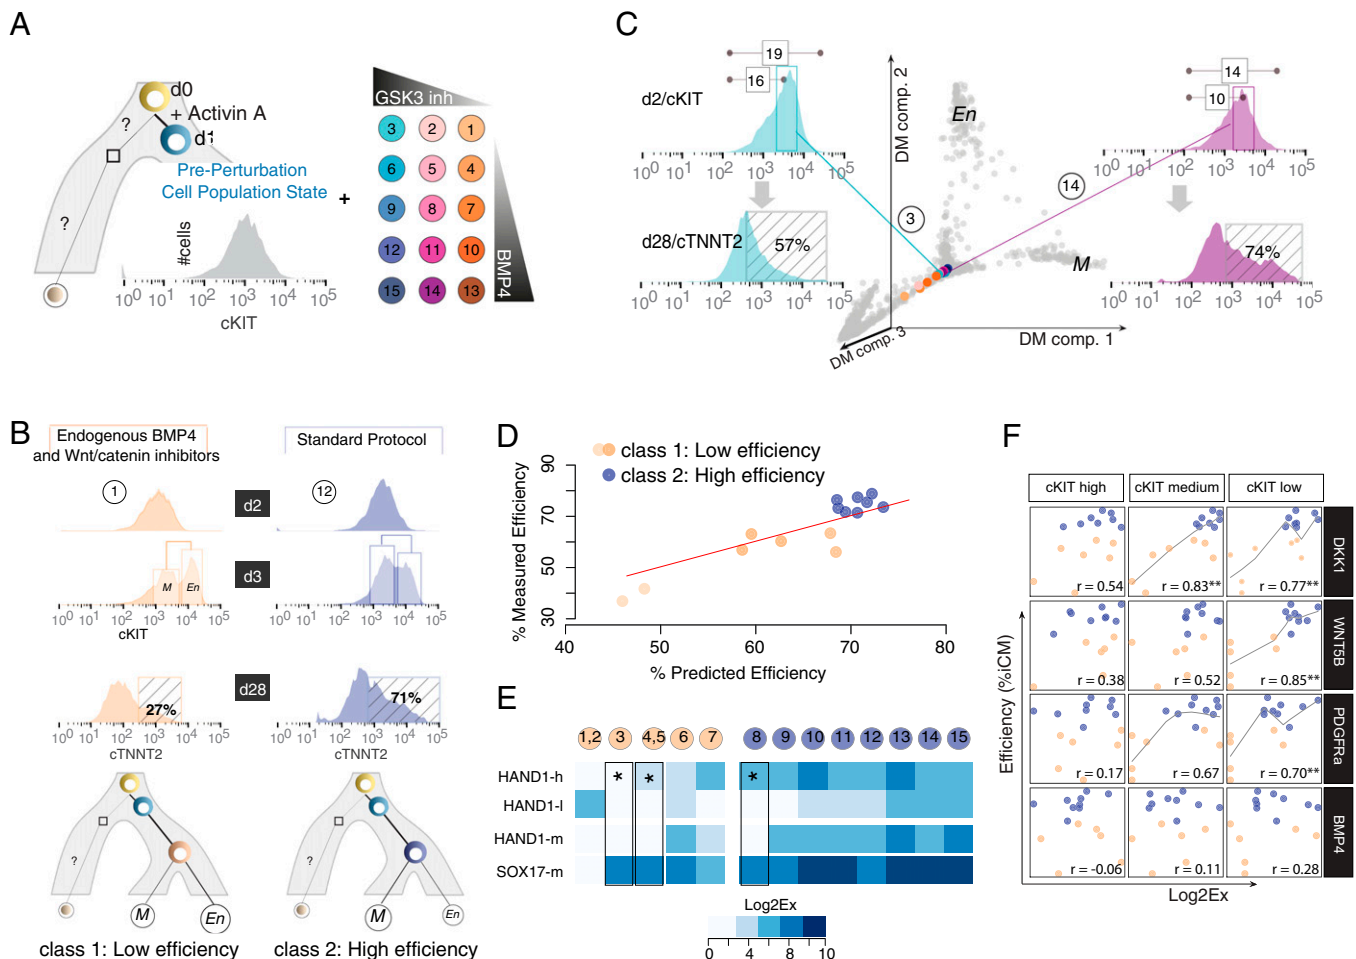 A
d0
+ Activin A
d1
?
?
Pre-Perturbation
Cell Population State
+
#cells
10^0 10^1 10^2 10^3 10^4 10^5
cKIT
GSK3 inh
3 2 1
6 5 4
9 8 7
12 11 10
15 14 13
BMP4
C
d2/cKIT
19
16
10^0 10^1 10^2 10^3 10^4 10^5
d28/cTNNT2
57%
10^0 10^1 10^2 10^3 10^4 10^5
DM comp. 2
En
M
3
14
DM comp. 3
DM comp. 1
14
10
10^0 10^1 10^2 10^3 10^4 10^5
74%
10^0 10^1 10^2 10^3 10^4 10^5
B
Endogenous BMP4
and Wnt/catenin inhibitors
Standard Protocol
1
d2
12
M En
d3
10^0 10^1 10^2 10^3 10^4 10^5
cKIT
10^0 10^1 10^2 10^3 10^4 10^5
27%
d28
71%
10^0 10^1 10^2 10^3 10^4 10^5
cTNNT2
10^0 10^1 10^2 10^3 10^4 10^5
cTNNT2
?
M
En
?
M
En
class 1: Low efficiency
class 2: High efficiency
D
class 1: Low efficiency
class 2: High efficiency
% Measured Efficiency
90
70
50
30
40 50 60 70 80
% Predicted Efficiency
E
1,2 3 4,5 6 7 8 9 10 11 12 13 14 15
HAND1-h * * *
HAND1-l
HAND1-m
SOX17-m
Log2Ex
0 4 8 10
F
cKIT high cKIT medium cKIT low
r = 0.54 r = 0.83** r = 0.77** DKK1
r = 0.38 r = 0.52 r = 0.85** WNT5B
r = 0.17 r = 0.67 r = 0.70** PDGFRa
r = -0.06 r = 0.11 r = 0.28 BMP4
Efficiency (%iCM)
Log2Ex